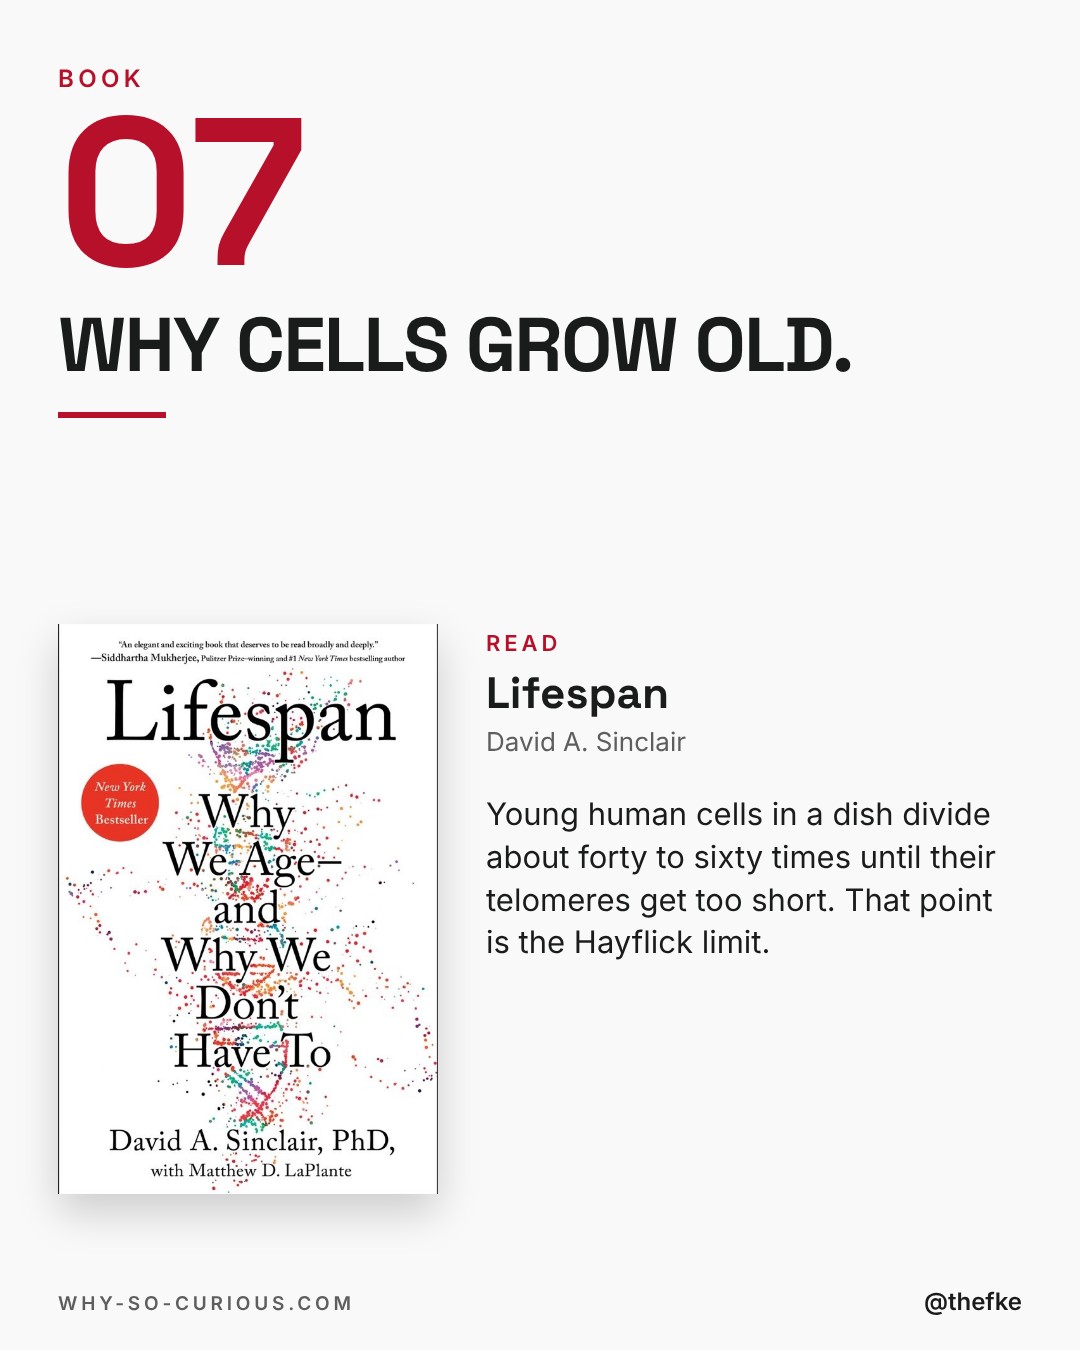 BOOK
07
WHY CELLS GROW OLD.
"An elegant and exciting book that deserves to be read broadly and deeply."
—Siddhartha Mukherjee, Pulitzer Prize–winning and #1 New York Times bestselling author
Lifespan
New York
Times
Bestseller
Why
We Age–
and
Why We
Don't
Have To
David A. Sinclair, PhD,
with Matthew D. LaPlante
READ
Lifespan
David A. Sinclair
Young human cells in a dish divide
about forty to sixty times until their
telomeres get too short. That point
is the Hayflick limit.
WHY-SO-CURIOUS.COM
@thefke